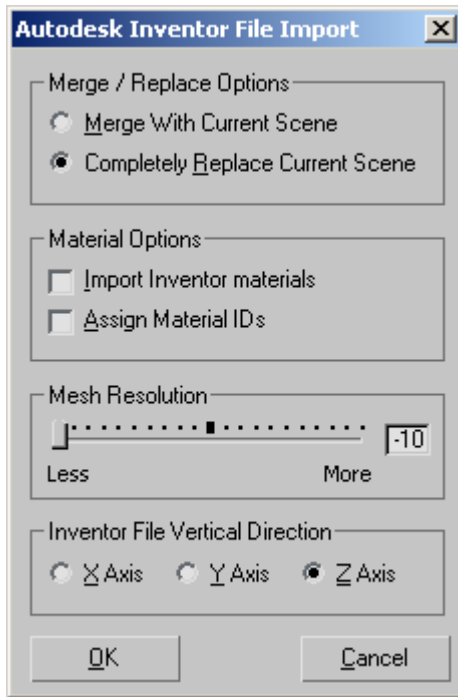 Autodesk Inventor File Import
Merge / Replace Options
Merge With Current Scene
Completely Replace Current Scene
Material Options
Import Inventor materials
Assign Material IDs
Mesh Resolution
-10
Less More
Inventor File Vertical Direction
X Axis Y Axis Z Axis
OK Cancel